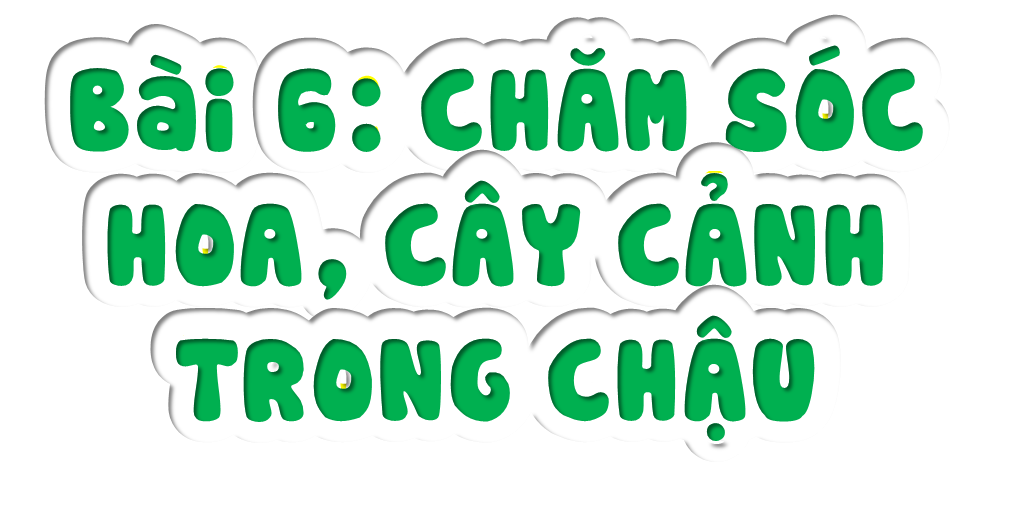 Bài 6: CHĂM SÓC
HOA, CÂY CẢNH
TRONG CHẬU